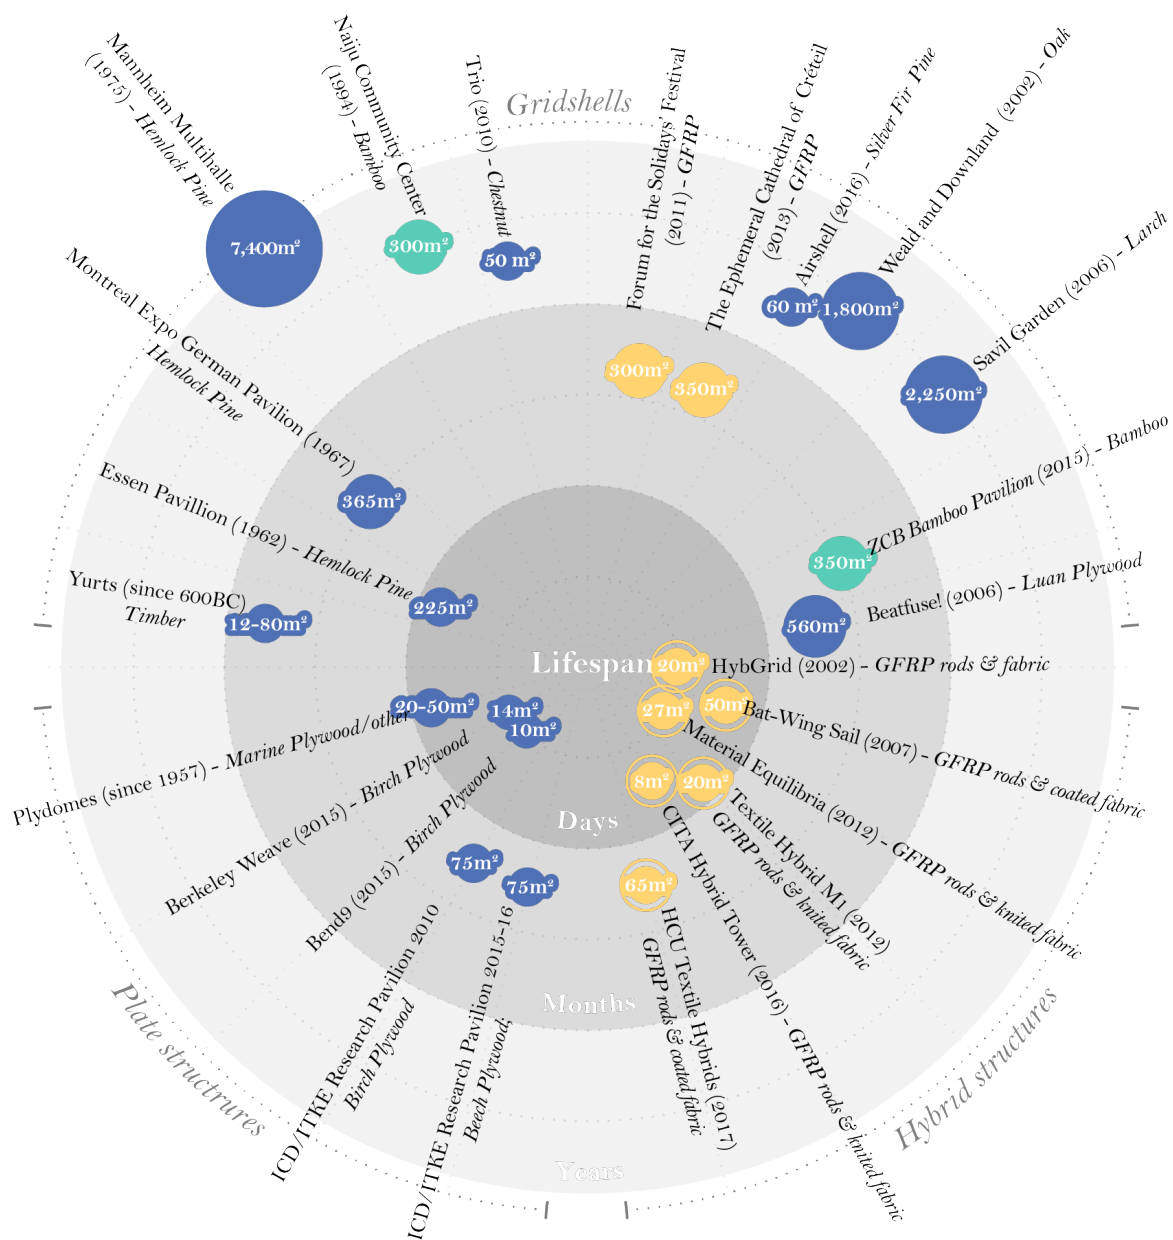 Gridshells
Mannheim Multihalle
(1975) - Hemlock Pine
7,400m²
Naiju Community Center
(1994) - Bamboo
300m²
Trio (2010) - Chestnut
50 m²
Forum for the Solidays' Festival
(2011) - GFRP
300m²
The Ephemeral Cathedral of Créteil
(2013) - GFRP
350m²
Airshell (2016) - Silver Fir Pine
60 m²
Weald and Downland (2002) - Oak
1,800m²
Savil Garden (2006) - Larch
2,250m²
Montreal Expo German Pavilion (1967)
Hemlock Pine
365m²
Essen Pavillion (1962) - Hemlock Pine
225m²
Yurts (since 600BC)
Timber
12-80m²
ZCB Bamboo Pavilion (2015) - Bamboo
350m²
Beatfuse! (2006) - Luan Plywood
560m²
Lifespan
20m²
HybGrid (2002) - GFRP rods & fabric
50m²
Bat-Wing Sail (2007) - GFRP rods & coated fabric
27m²
Material Equilibria (2012) - GFRP rods & knited fabric
20m²
Textile Hybrid M1 (2012)
GFRP rods & knited fabric
8m²
CITA Hybrid Tower (2016) - GFRP rods & knited fabric
65m²
HCU Textile Hybrids (2017)
GFRP rods & coated fabric
20-50m²
Plydomes (since 1957) - Marine Plywood/other
14m²
Berkeley Weave (2015) - Birch Plywood
10m²
Bend9 (2015) - Birch Plywood
75m²
ICD/ITKE Research Pavilion 2010
Birch Plywood
75m²
ICD/ITKE Research Pavilion 2015-16
Beech Plywood;
Days
Months
Years
Plate structrures
Hybrid structures